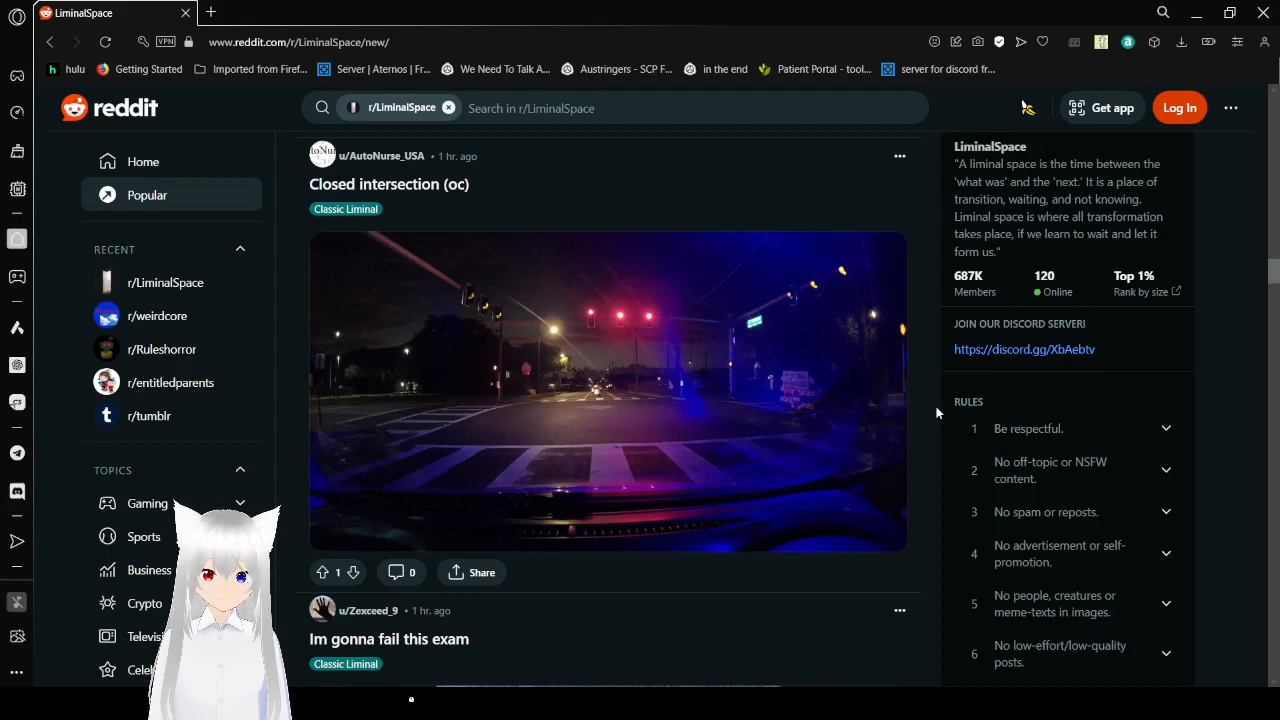 LiminalSpace
VPN
www.reddit.com/r/LiminalSpace/new/
hulu
Getting Started
Imported from Firef...
Server | Aternos | Fr...
We Need To Talk A...
Austringers - SCP F...
in the end
Patient Portal - tool...
server for discord fr...
reddit
r/LiminalSpace
Search in r/LiminalSpace
Get app
Log In
Home
Popular
RECENT
r/LiminalSpace
r/weirdcore
r/Ruleshorror
r/entitledparents
r/tumblr
TOPICS
Gaming
Sports
Business
Crypto
Televisi
Celeb
u/AutoNurse_USA • 1 hr. ago
Closed intersection (oc)
Classic Liminal
1
0
Share
u/Zexceed_9 • 1 hr. ago
Im gonna fail this exam
Classic Liminal
LiminalSpace
"A liminal space is the time between the
'what was' and the 'next.' It is a place of
transition, waiting, and not knowing.
Liminal space is where all transformation
takes place, if we learn to wait and let it
form us."
687K 120 Top 1%
Members Online Rank by size
JOIN OUR DISCORD SERVER!
https://discord.gg/XbAebtv
RULES
1 Be respectful.
2 No off-topic or NSFW
content.
3 No spam or reposts.
4 No advertisement or self-
promotion.
5 No people, creatures or
meme-texts in images.
6 No low-effort/low-quality
posts.